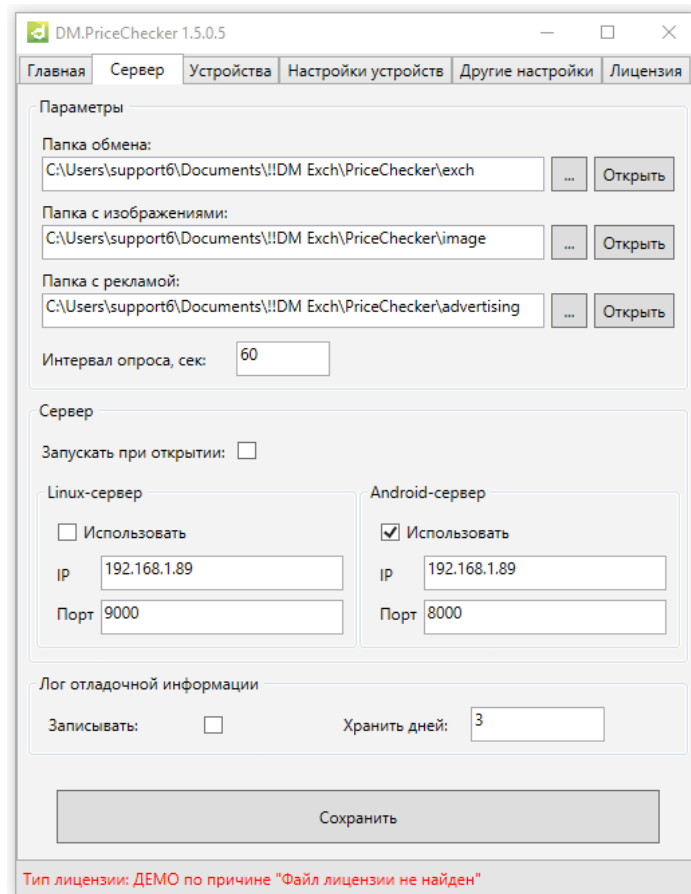 DM.PriceChecker 1.5.0.5
Главная Сервер Устройства Настройки устройств Другие настройки Лицензия
Параметры
Папка обмена:
C:\Users\support6\Documents\!!DM Exch\PriceChecker\exch ... Открыть
Папка с изображениями:
C:\Users\support6\Documents\!!DM Exch\PriceChecker\image ... Открыть
Папка с рекламой:
C:\Users\support6\Documents\!!DM Exch\PriceChecker\advertising ... Открыть
Интервал опроса, сек: 60
Сервер
Запускать при открытии:
Linux-сервер Android-сервер
Использовать Использовать
IP 192.168.1.89 IP 192.168.1.89
Порт 9000 Порт 8000
Лог отладочной информации
Записывать: Хранить дней: 3
Сохранить
Тип лицензии: ДЕМО по причине "Файл лицензии не найден"